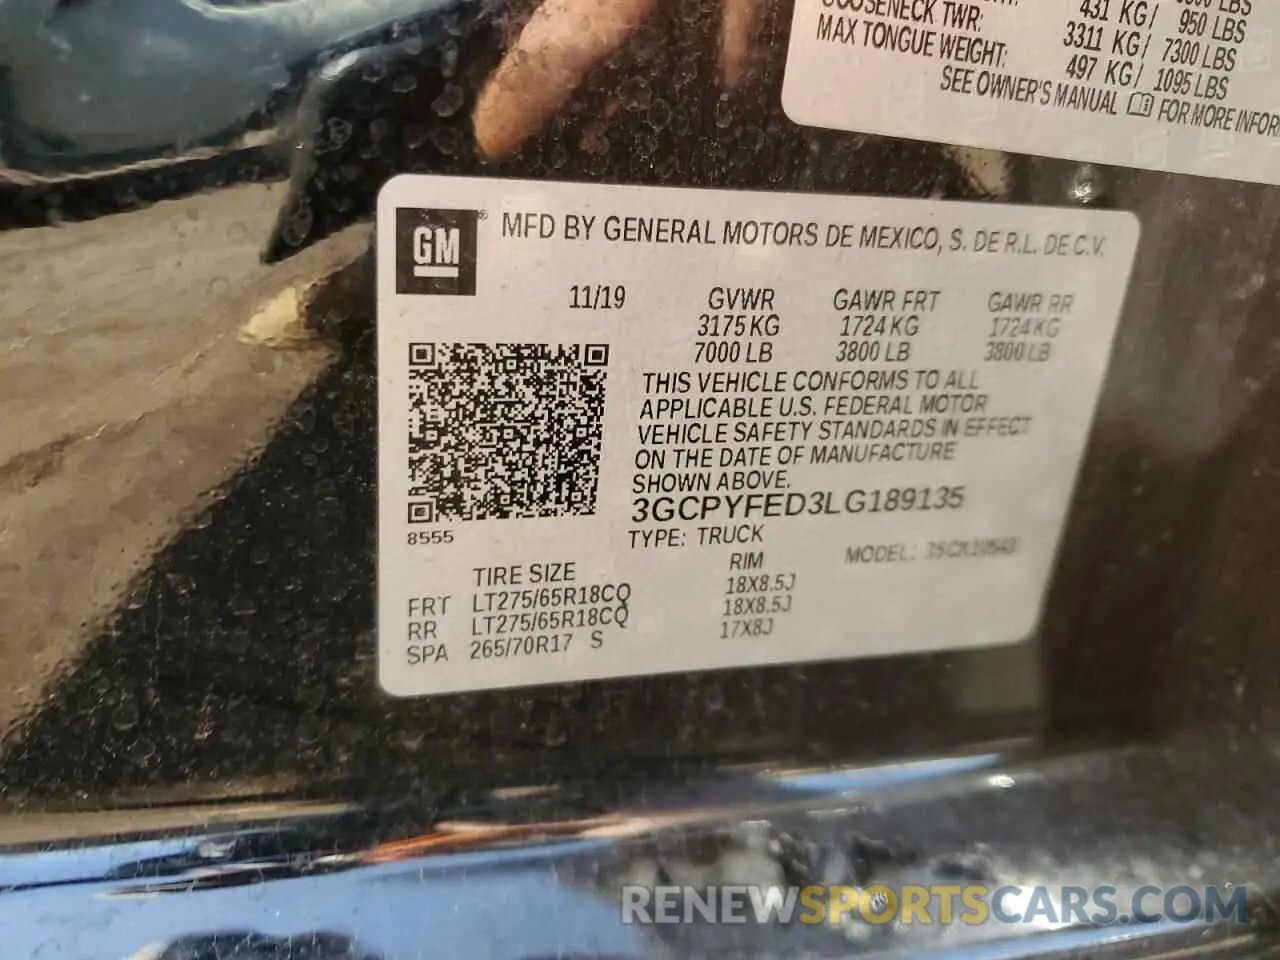 431 KG/ 950 LBS
GOOSENECK TWR: 3311 KG/ 7300 LBS
MAX TONGUE WEIGHT: 497 KG/ 1095 LBS
SEE OWNER'S MANUAL FOR MORE INFOR
GM®
MFD BY GENERAL MOTORS DE MEXICO, S. DE R.L. DE C.V.
11/19 GVWR GAWR FRT GAWR RR
3175 KG 1724 KG 1724 KG
7000 LB 3800 LB 3800 LB
THIS VEHICLE CONFORMS TO ALL
APPLICABLE U.S. FEDERAL MOTOR
VEHICLE SAFETY STANDARDS IN EFFECT
ON THE DATE OF MANUFACTURE
SHOWN ABOVE.
3GCPYFED3LG189135
8555
TYPE: TRUCK MODEL:
TIRE SIZE RIM
FRT LT275/65R18CQ 18X8.5J
RR LT275/65R18CQ 18X8.5J
SPA 265/70R17 S 17X8J
RENEWSPORTSCARS.COM